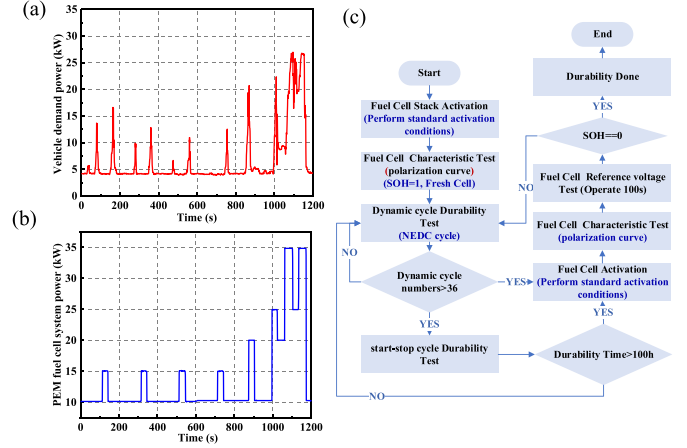 (a)
Vehicle demand power (kW)
35
30
25
20
15
10
5
0
0 200 400 600 800 1000 1200
Time (s)
(b)
PEM fuel cell system power (kW)
35
30
25
20
15
10
0 200 400 600 800 1000 1200
Time (s)
(c)
Start
Fuel Cell Stack Activation
(Perform standard activation
conditions)
Fuel Cell Characteristic Test
(polarization curve)
(SOH=1, Fresh Cell)
Dynamic cycle Durability
Test
(NEDC cycle)
NO
Dynamic cycle
numbers>36
YES
YES
start-stop cycle Durability
Test
NO
End
Durability Done
YES
SOH==0
NO
Fuel Cell Reference voltage
Test (Operate 100s)
Fuel Cell Characteristic Test
(polarization curve)
Fuel Cell Activation
(Perform standard activation
conditions)
YES
Durability Time>100h